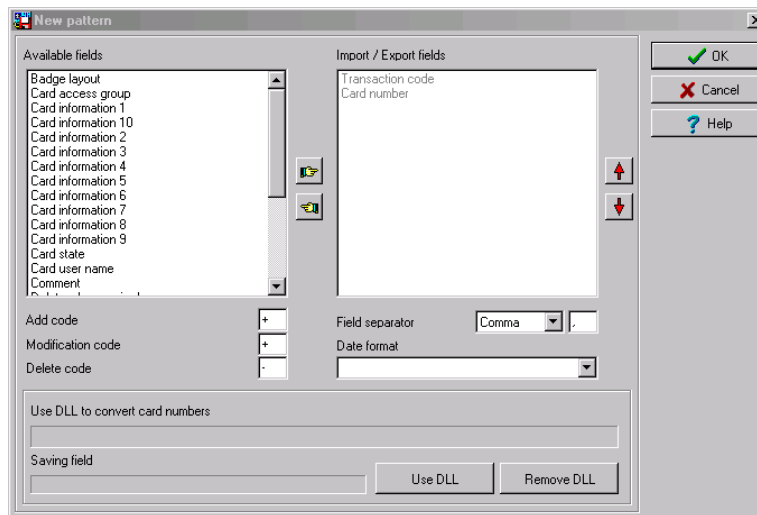 New pattern
Available fields
Import / Export fields
Badge layout
Card access group
Card information 1
Card information 10
Card information 2
Card information 3
Card information 4
Card information 5
Card information 6
Card information 7
Card information 8
Card information 9
Card state
Card user name
Comment
Transaction code
Card number
OK
Cancel
Help
Add code +
Modification code +
Delete code -
Field separator Comma ,
Date format
Use DLL to convert card numbers
Saving field
Use DLL Remove DLL